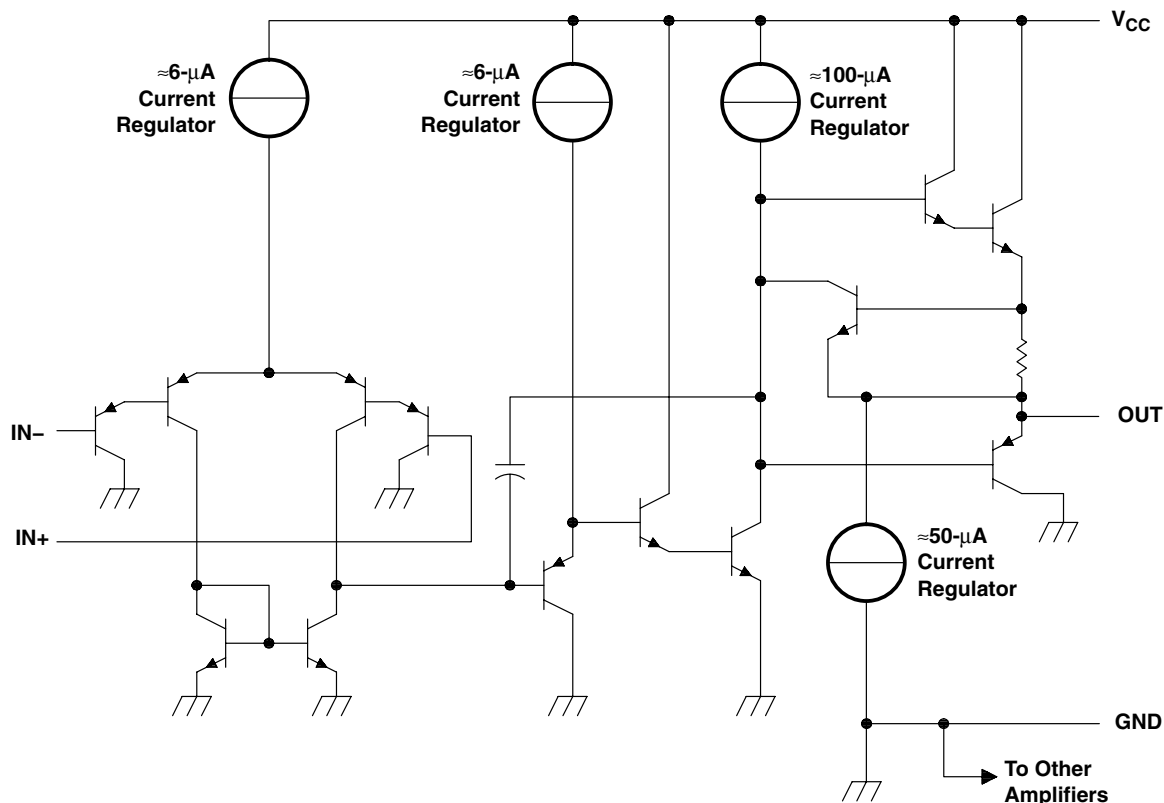 V_CC
≈6-μA
Current
Regulator
≈6-μA
Current
Regulator
≈100-μA
Current
Regulator
IN−
OUT
IN+
≈50-μA
Current
Regulator
GND
To Other
Amplifiers